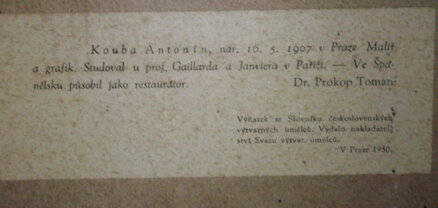 Kouba Antonín, nar. 16. 5. 1907 v Praze. Malíř
a grafik. Studoval u prof. Gaillarda a Janviera v Paříži. — Ve Špa-
nělsku působil jako restaurátor. Dr. Prokop Toman:
Výňatek ze Slovníku československých
výtvarných umělců. Vydalo nakladatel-
ství Svazu výtvar. umělců.
V Praze 1950.